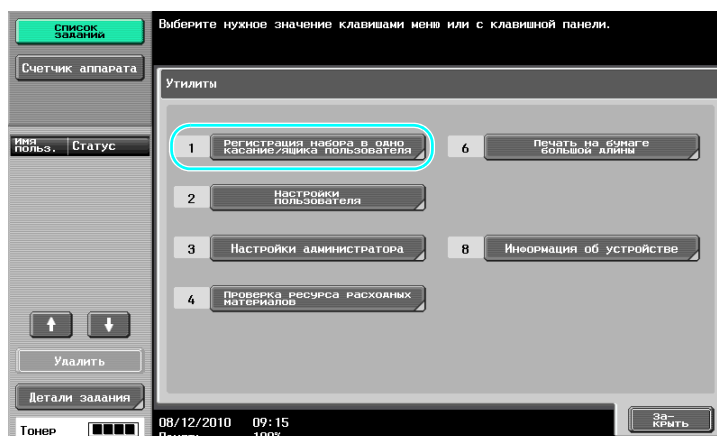 Список
заданий
Выберите нужное значение клавишами меню или с клавишной панели.
Счетчик аппарата
Утилиты
Имя
польз.
Статус
1
Регистрация набора в одно
касание/ящика пользователя
6
Печать на бумаге
большой длины
2
Настройки
пользователя
3
Настройки администратора
8
Информация об устройстве
4
Проверка ресурса расходных
материалов
Удалить
Детали задания
За-
крыть
Тонер
08/12/2010 09:15